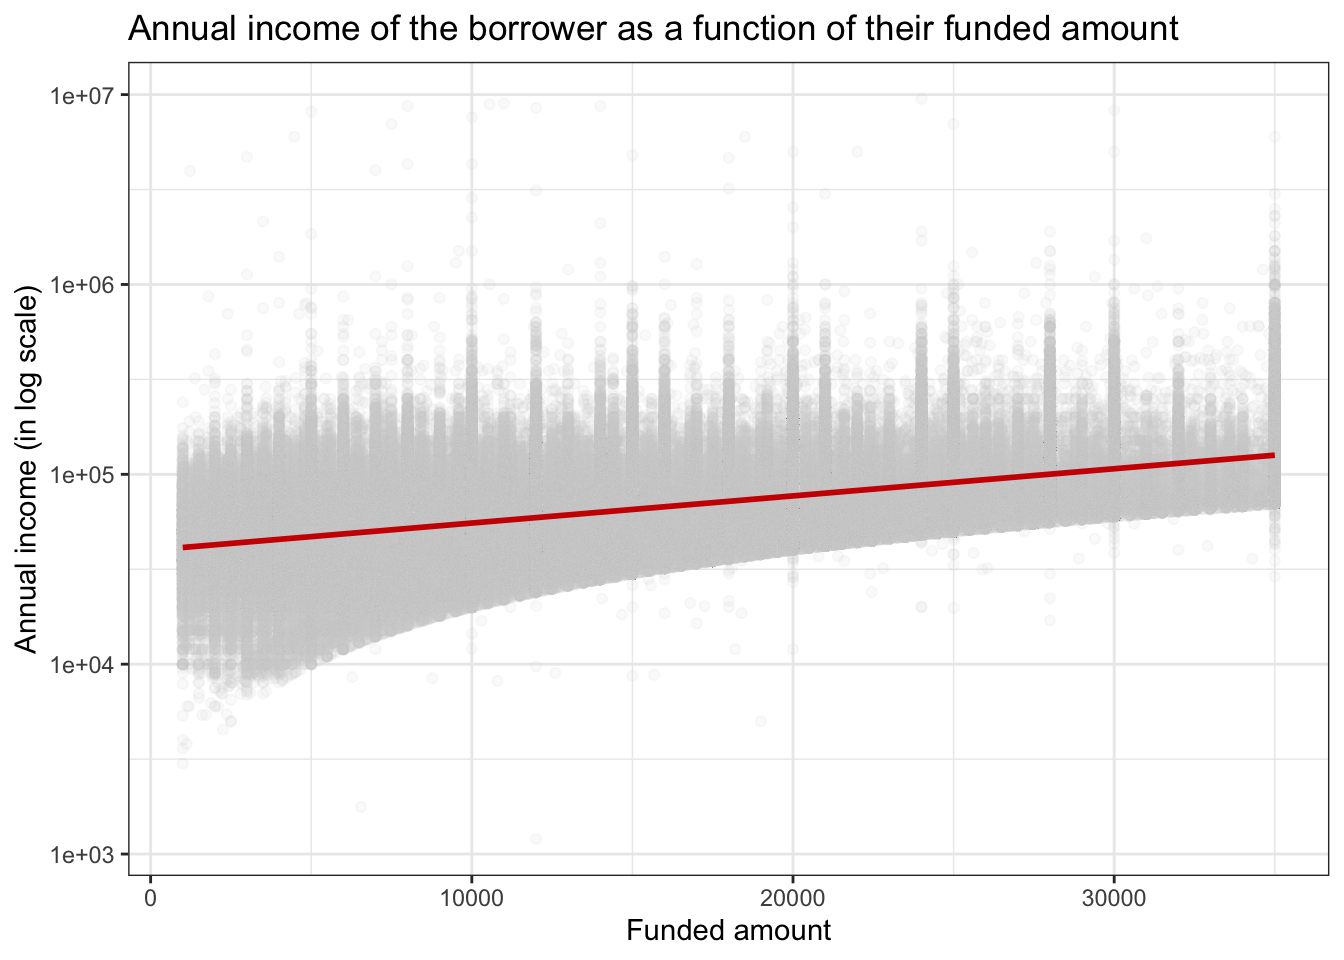 Annual income of the borrower as a function of their funded amount
1e+07
1e+06
1e+05
1e+04
1e+03
Annual income (in log scale)
0 10000 20000 30000
Funded amount